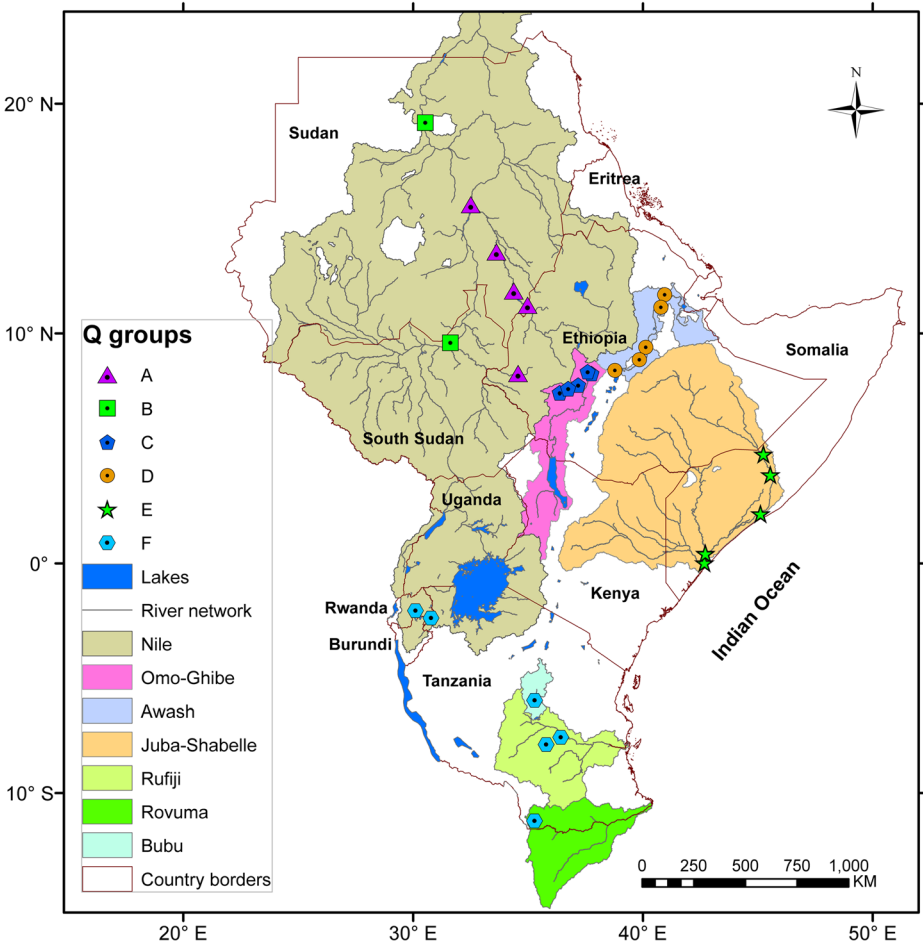 N
20° N
10° N
0°
10° S
20° E
30° E
40° E
50° E
Sudan
Eritrea
Ethiopia
Somalia
South Sudan
Uganda
Kenya
Rwanda
Burundi
Tanzania
Indian Ocean
Q groups
A
B
C
D
E
F
Lakes
River network
Nile
Omo-Ghibe
Awash
Juba-Shabelle
Rufiji
Rovuma
Bubu
Country borders
0 250 500 750 1,000
KM